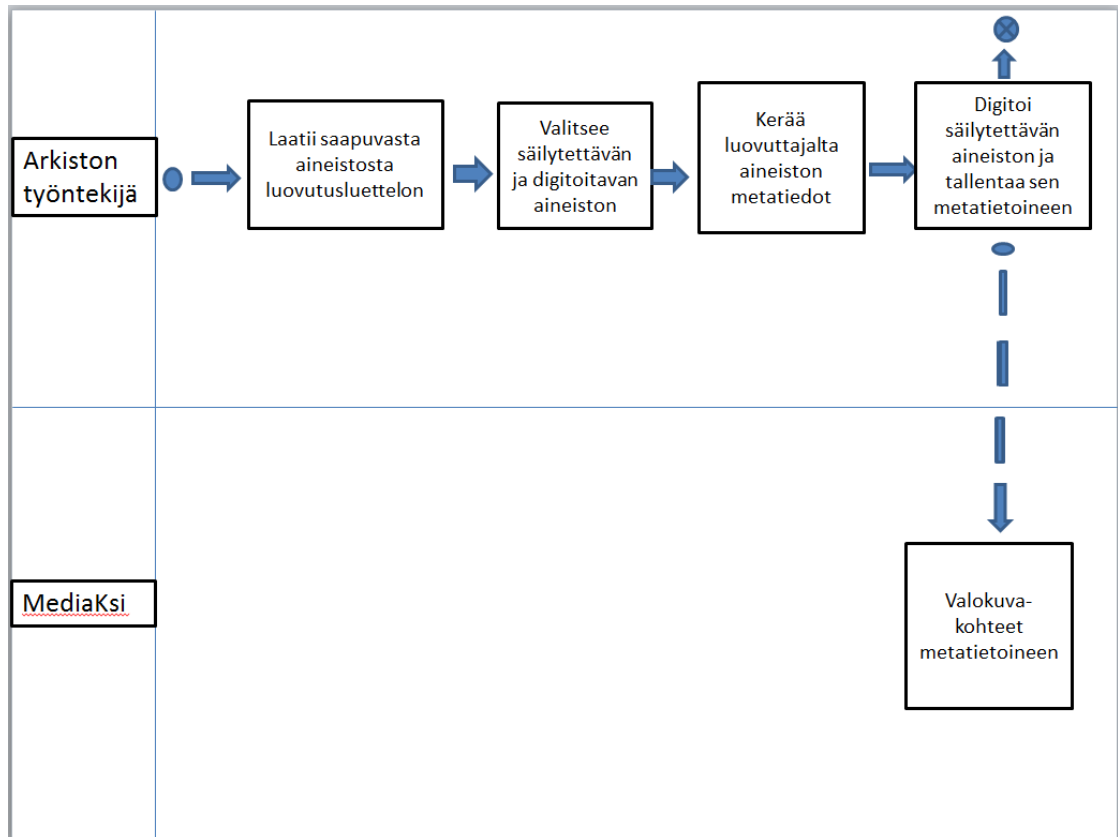 Arkiston
työntekijä
Laatii saapuvasta
aineistosta
luovutusluettelon
Valitsee
säilytettävän
ja digitoitavan
aineiston
Kerää
luovuttajalta
aineiston
metatiedot
Digitoi
säilytettävän
aineiston ja
tallentaa sen
metatietoineen
MediaKsi
Valokuva-
kohteet
metatietoineen